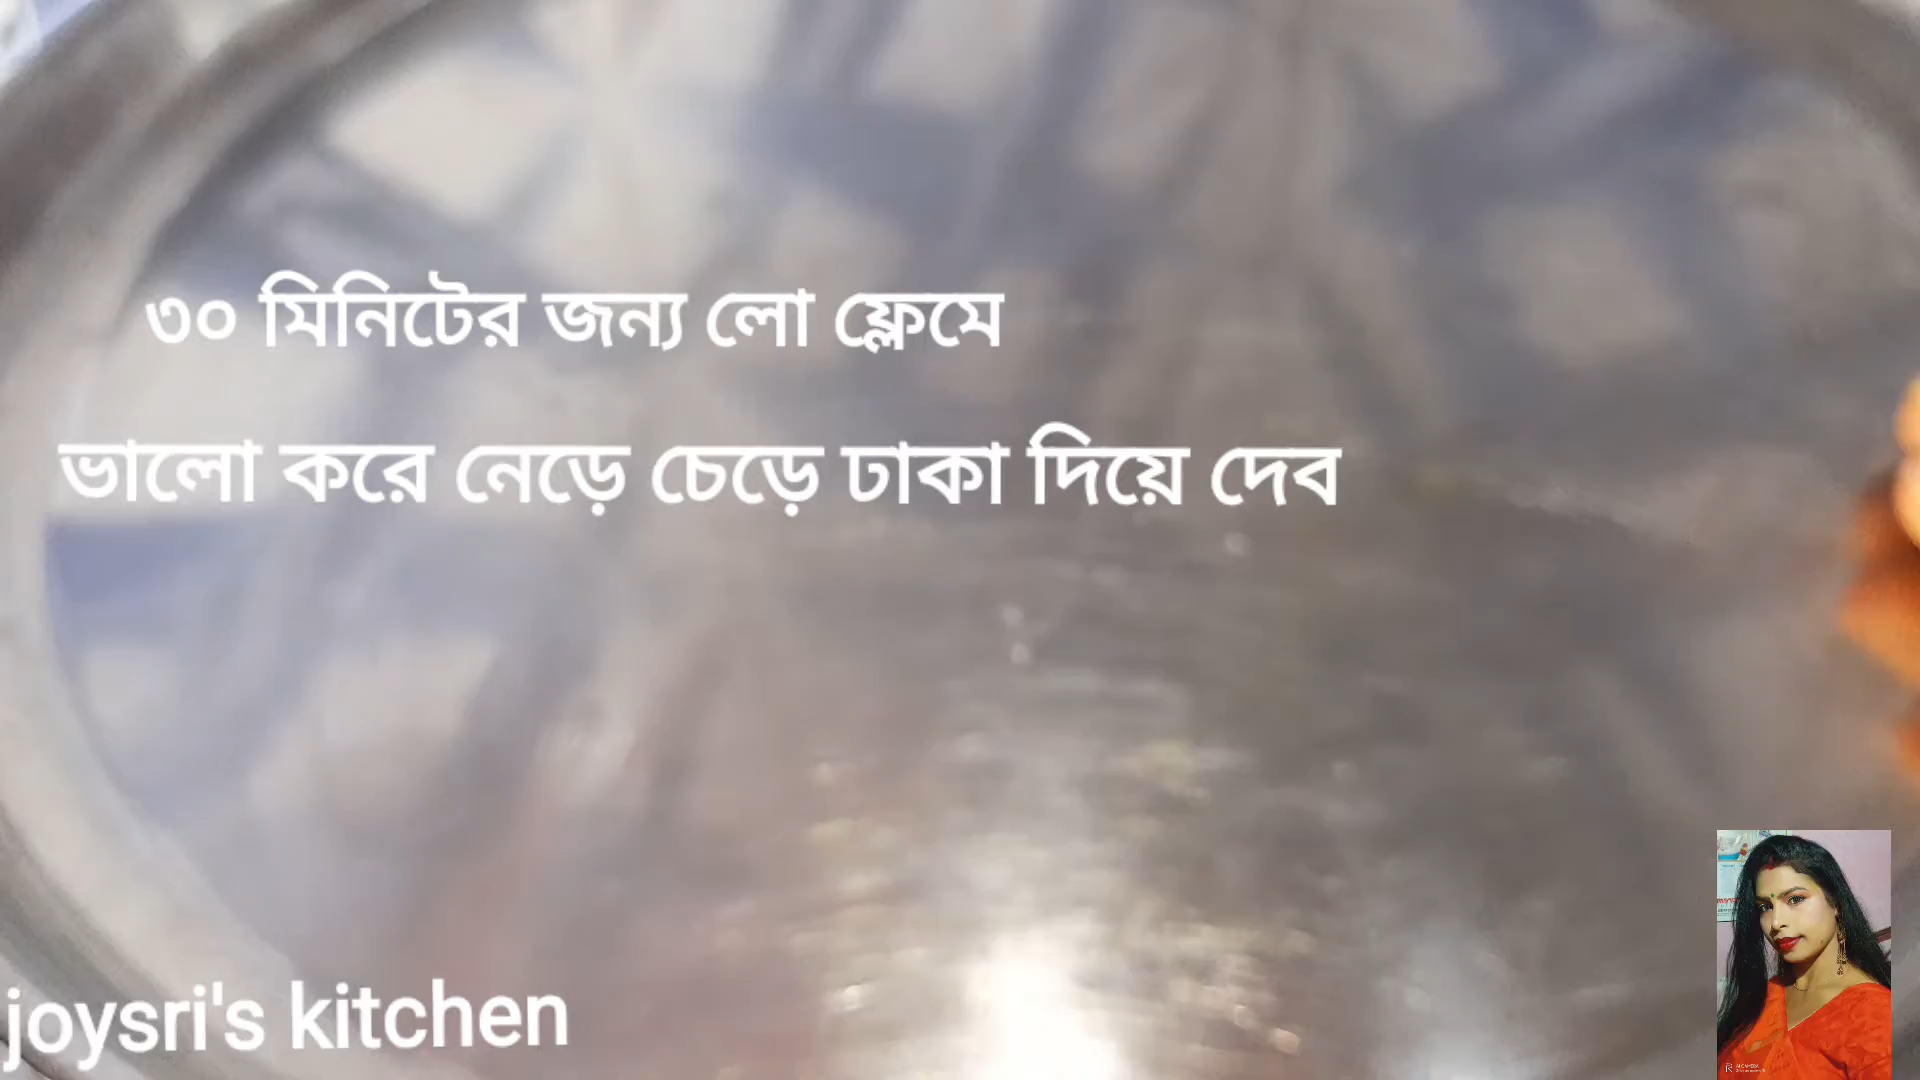 ৩০ মিনিটের জন্য লো ফ্লেমে
ভালো করে নেড়ে চেড়ে ঢাকা দিয়ে দেব
joysri's kitchen